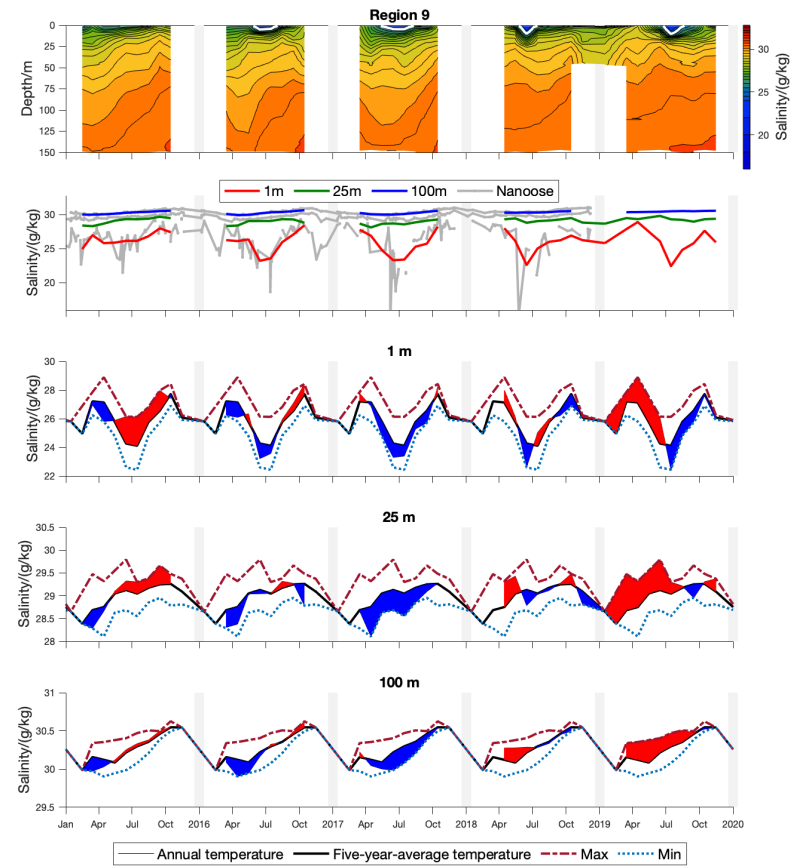 Region 9
0
25
50
75
100
125
150
Depth/m
30
25
20
Salinity/(g/kg)
1m 25m 100m Nanoose
30
20
Salinity/(g/kg)
1 m
30
28
26
24
22
Salinity/(g/kg)
25 m
30.5
30
29.5
29
28.5
28
Salinity/(g/kg)
100 m
31
30.5
30
29.5
Salinity/(g/kg)
Jan Apr Jul Oct 2016 Apr Jul Oct 2017 Apr Jul Oct 2018 Apr Jul Oct 2019 Apr Jul Oct 2020
Annual temperature Five-year-average temperature Max Min